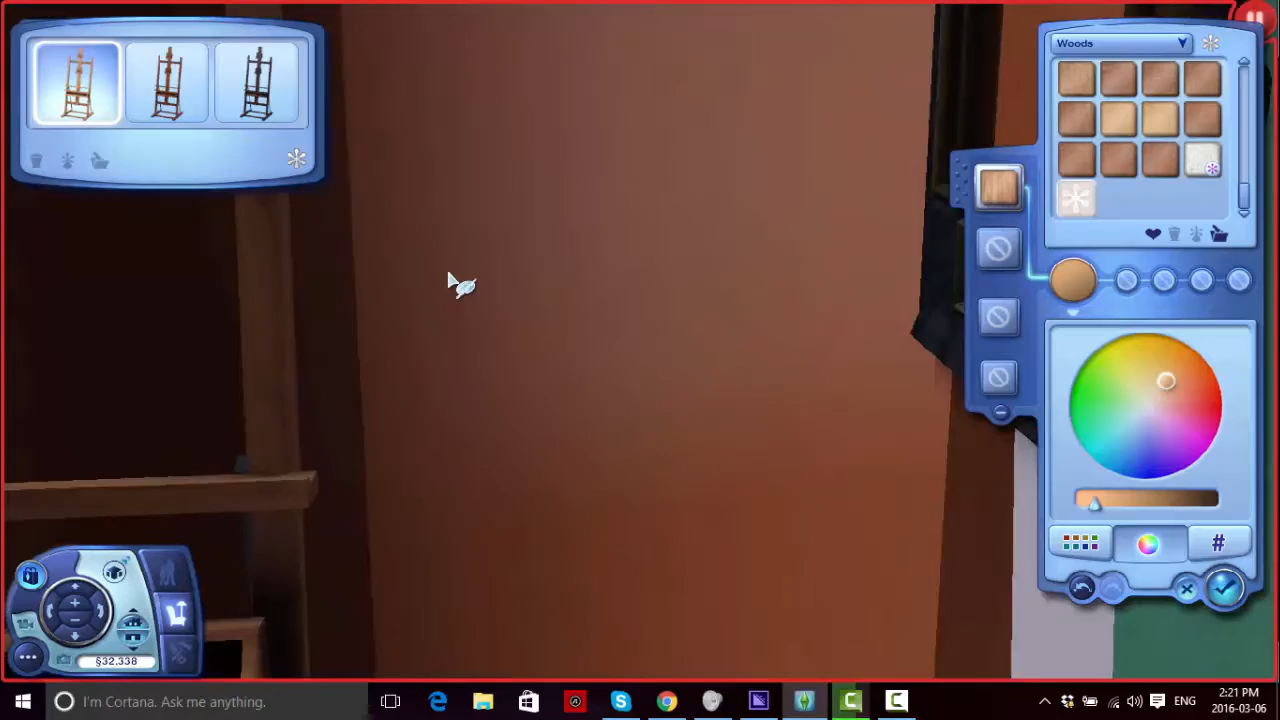 Woods
#
§32,338
I'm Cortana. Ask me anything.
ENG
2:21 PM
2016-03-06